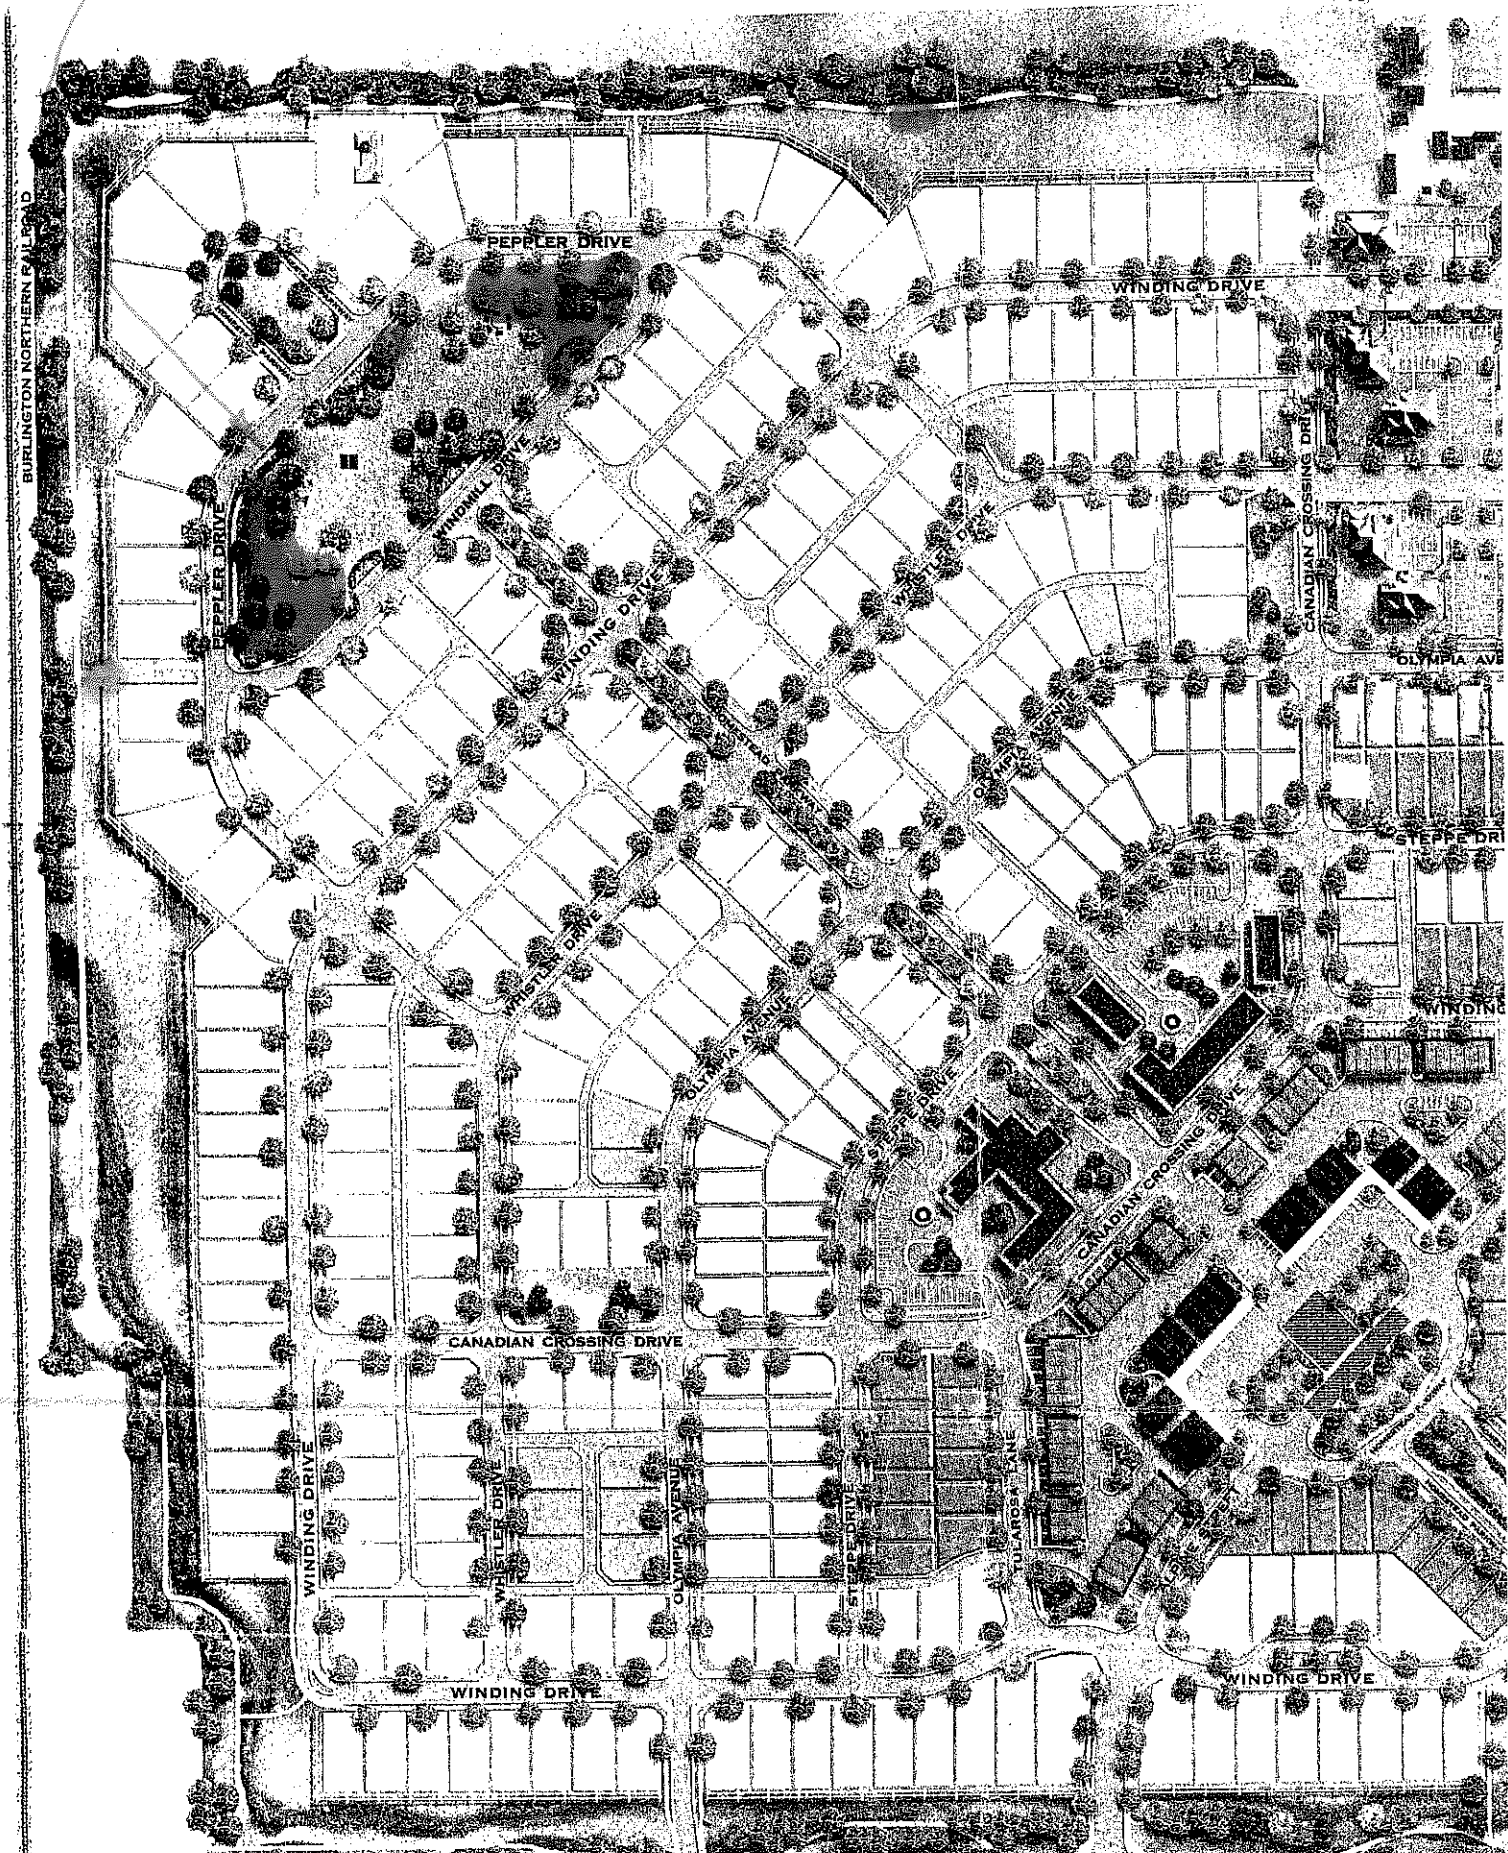 BURLINGTON NORTHERN RAILROAD
PEPPLER DRIVE
WINDING DRIVE
CANADIAN CROSSING DRIVE
WINDMILL DRIVE
PEPPLER DRIVE
WHISTLER DRIVE
WINDING DRIVE
OLYMPIA AVE
OLYMPIA AVENUE
STEPPE DRI
WHISTLER DRIVE
WINDING
OLYMPIA AVENUE
STEPPE DRIVE
CANADIAN CROSSING DRIVE
CANADIAN CROSSING DRIVE
WINDING DRIVE
WHISTLER DRIVE
OLYMPIA AVENUE
STEPPE DRIVE
TULAROSA LANE
WINDING DRIVE
WINDING DRIVE